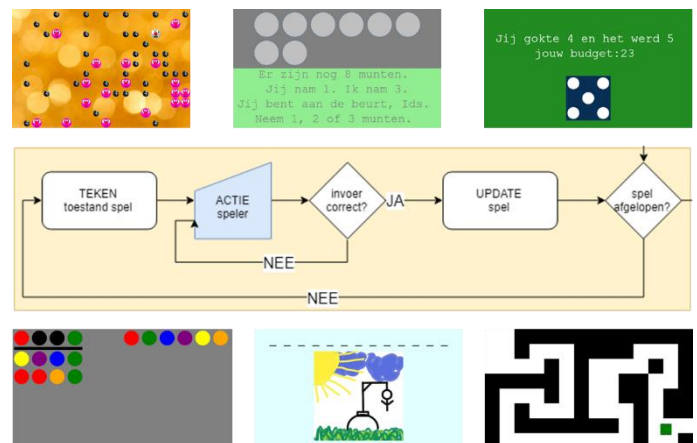 Er zijn nog 8 munten.
Jij nam 1. Ik nam 3.
Jij bent aan de beurt, Ids.
Neem 1, 2 of 3 munten.
Jij gokte 4 en het werd 5
jouw budget:23
TEKEN
toestand spel
ACTIE
speler
invoer
correct?
JA
UPDATE
spel
spel
afgelopen?
NEE
NEE